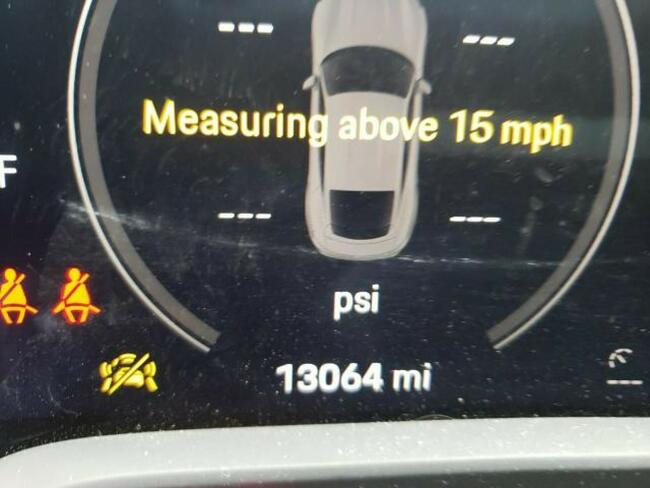 --- ---
Measuring above 15 mph
F
--- ---
psi
13064 mi
---